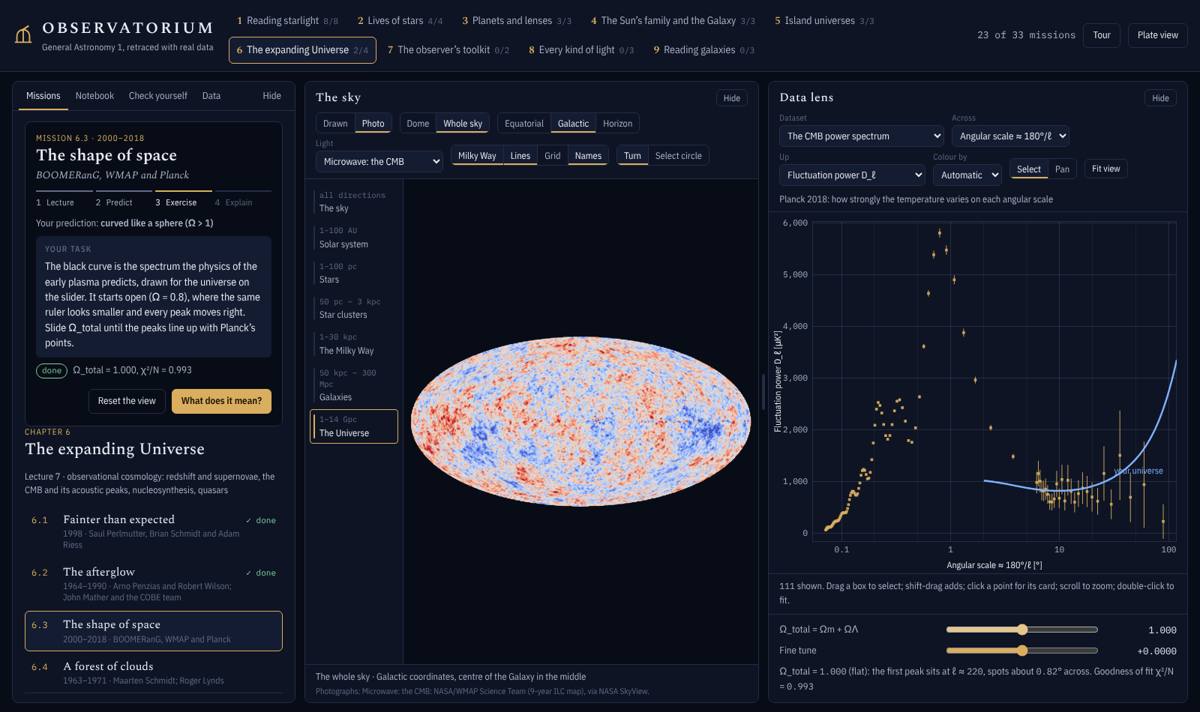 OBSERVATORIUM
General Astronomy 1, retraced with real data
1 Reading starlight 8/8
2 Lives of stars 4/4
3 Planets and lenses 3/3
4 The Sun's family and the Galaxy 3/3
5 Island universes 3/3
6 The expanding Universe 2/4
7 The observer's toolkit 0/2
8 Every kind of light 0/3
9 Reading galaxies 0/3
23 of 33 missions
Tour
Plate view
Missions
Notebook
Check yourself
Data
Hide
MISSION 6.3 · 2000–2018
The shape of space
BOOMERanG, WMAP and Planck
1 Lecture
2 Predict
3 Exercise
4 Explain
Your prediction: curved like a sphere (Ω > 1)
YOUR TASK
The black curve is the spectrum the physics of the
early plasma predicts, drawn for the universe on
the slider. It starts open (Ω = 0.8), where the same
ruler looks smaller and every peak moves right.
Slide Ω_total until the peaks line up with Planck's
points.
done Ω_total = 1.000, χ²/N = 0.993
Reset the view
What does it mean?
CHAPTER 6
The expanding Universe
Lecture 7 · observational cosmology: redshift and supernovae, the
CMB and its acoustic peaks, nucleosynthesis, quasars
6.1 Fainter than expected ✓ done
1998 · Saul Perlmutter, Brian Schmidt and Adam
Riess
6.2 The afterglow ✓ done
1964–1990 · Arno Penzias and Robert Wilson;
John Mather and the COBE team
6.3 The shape of space
2000–2018 · BOOMERanG, WMAP and Planck
6.4 A forest of clouds
1963–1971 · Maarten Schmidt; Roger Lynds
The sky
Hide
Drawn
Photo
Dome
Whole sky
Equatorial
Galactic
Horizon
Light
Microwave: the CMB
Milky Way
Lines
Grid
Names
Turn
Select circle
all directions
The sky
1–100 AU
Solar system
1–100 pc
Stars
50 pc – 3 kpc
Star clusters
1–30 kpc
The Milky Way
50 kpc – 300
Mpc
Galaxies
1–14 Gpc
The Universe
The whole sky · Galactic coordinates, centre of the Galaxy in the middle
Photographs: Microwave: the CMB: NASA/WMAP Science Team (9-year ILC map), via NASA SkyView.
Data lens
Hide
Dataset
The CMB power spectrum
Across
Angular scale ≈ 180°/ℓ
Up
Fluctuation power D_ℓ
Colour by
Automatic
Select
Pan
Fit view
Planck 2018: how strongly the temperature varies on each angular scale
Fluctuation power D_ℓ [µK²]
6,000
5,000
4,000
3,000
2,000
1,000
0
your universe
0.1
1
10
100
Angular scale ≈ 180°/ℓ [°]
111 shown. Drag a box to select; shift-drag adds; click a point for its card; scroll to zoom; double-click to
fit.
Ω_total = Ωm + ΩΛ
1.000
Fine tune
+0.0000
Ω_total = 1.000 (flat): the first peak sits at ℓ ≈ 220, spots about 0.82° across. Goodness of fit χ²/N
= 0.993